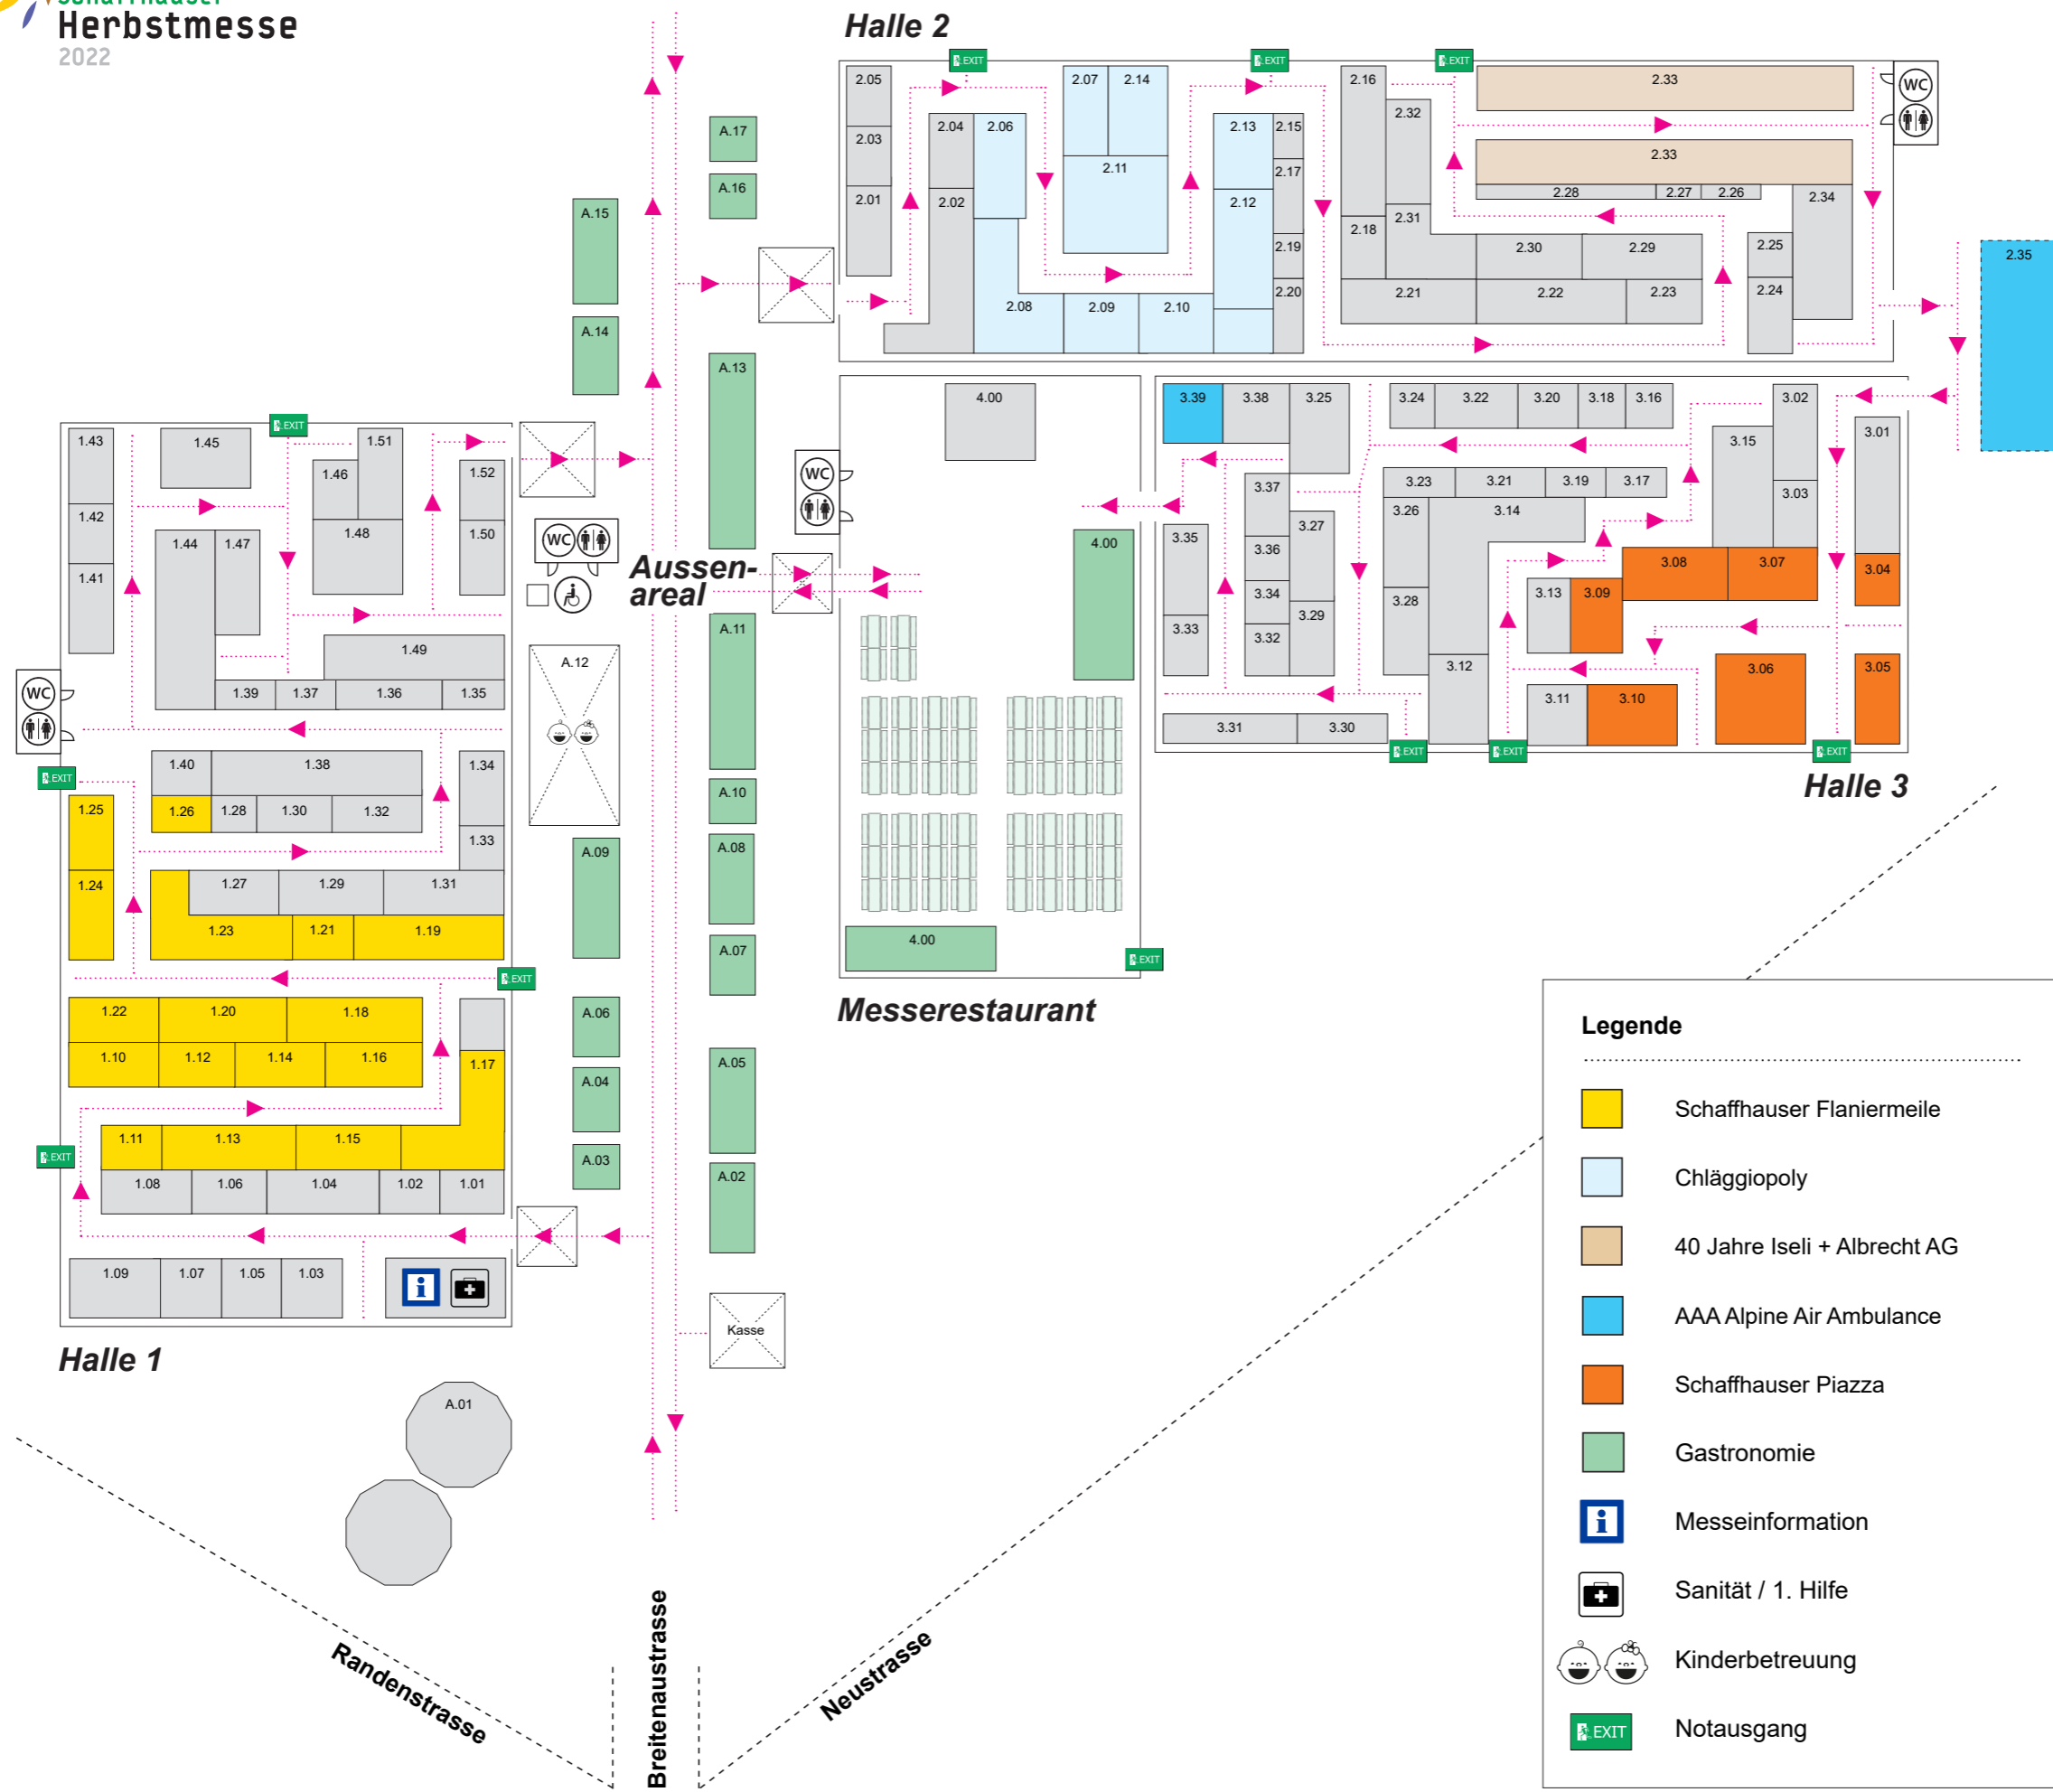 Herbstmesse
2022
Halle 2
EXIT
EXIT
EXIT
WC
2.05
2.03
2.01
2.04
2.02
2.06
2.07
2.14
2.11
2.08
2.09
2.10
2.13
2.12
2.15
2.17
2.19
2.20
2.16
2.18
2.32
2.31
2.30
2.29
2.21
2.22
2.23
2.33
2.33
2.28
2.27
2.26
2.34
2.25
2.24
2.35
A.17
A.16
A.15
A.14
A.13
Aussen-
areal
WC
A.12
A.11
A.10
A.09
A.08
A.07
A.06
A.05
A.04
A.03
A.02
Kasse
A.01
EXIT
1.43
1.42
1.41
1.45
1.51
1.46
1.48
1.52
1.50
1.44
1.47
1.49
1.39
1.37
1.36
1.35
WC
EXIT
1.40
1.38
1.34
1.33
1.26
1.28
1.30
1.32
1.25
1.24
1.27
1.29
1.31
1.23
1.21
1.19
EXIT
1.22
1.20
1.18
1.10
1.12
1.14
1.16
1.17
EXIT
1.11
1.13
1.15
1.08
1.06
1.04
1.02
1.01
1.09
1.07
1.05
1.03
i
Halle 1
WC
4.00
4.00
4.00
EXIT
Messerestaurant
3.39
3.38
3.25
3.24
3.22
3.20
3.18
3.16
3.02
3.01
3.15
3.03
3.37
3.36
3.34
3.32
3.27
3.29
3.35
3.33
3.23
3.21
3.19
3.17
3.26
3.14
3.28
3.12
3.13
3.09
3.08
3.07
3.04
3.05
3.06
3.11
3.10
3.31
3.30
EXIT
EXIT
EXIT
Halle 3
Randenstrasse
Breitenaustrasse
Neustrasse
Legende
Schaffhauser Flaniermeile
Chläggiopoly
40 Jahre Iseli + Albrecht AG
AAA Alpine Air Ambulance
Schaffhauser Piazza
Gastronomie
i
Messeinformation
Sanität / 1. Hilfe
Kinderbetreuung
EXIT
Notausgang